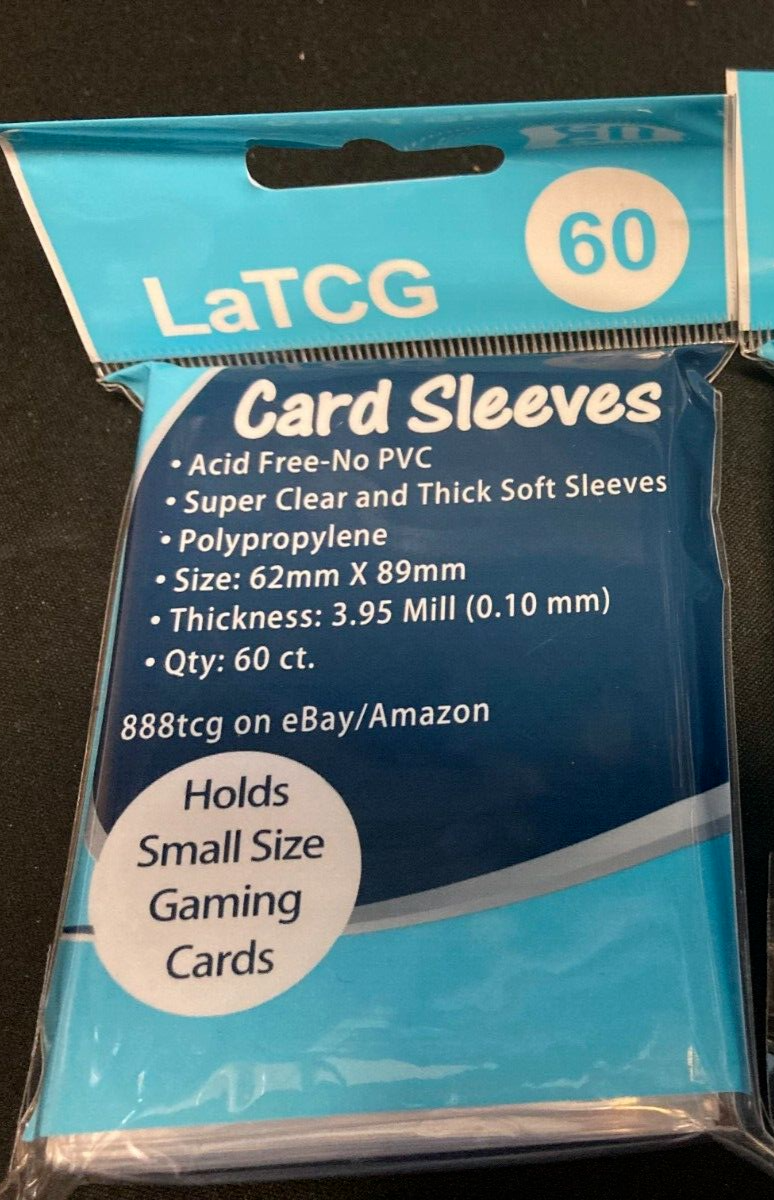 60
LaTCG
Card Sleeves
• Acid Free-No PVC
• Super Clear and Thick Soft Sleeves
• Polypropylene
• Size: 62mm X 89mm
• Thickness: 3.95 Mill (0.10 mm)
• Qty: 60 ct.
888tcg on eBay/Amazon
Holds
Small Size
Gaming
Cards